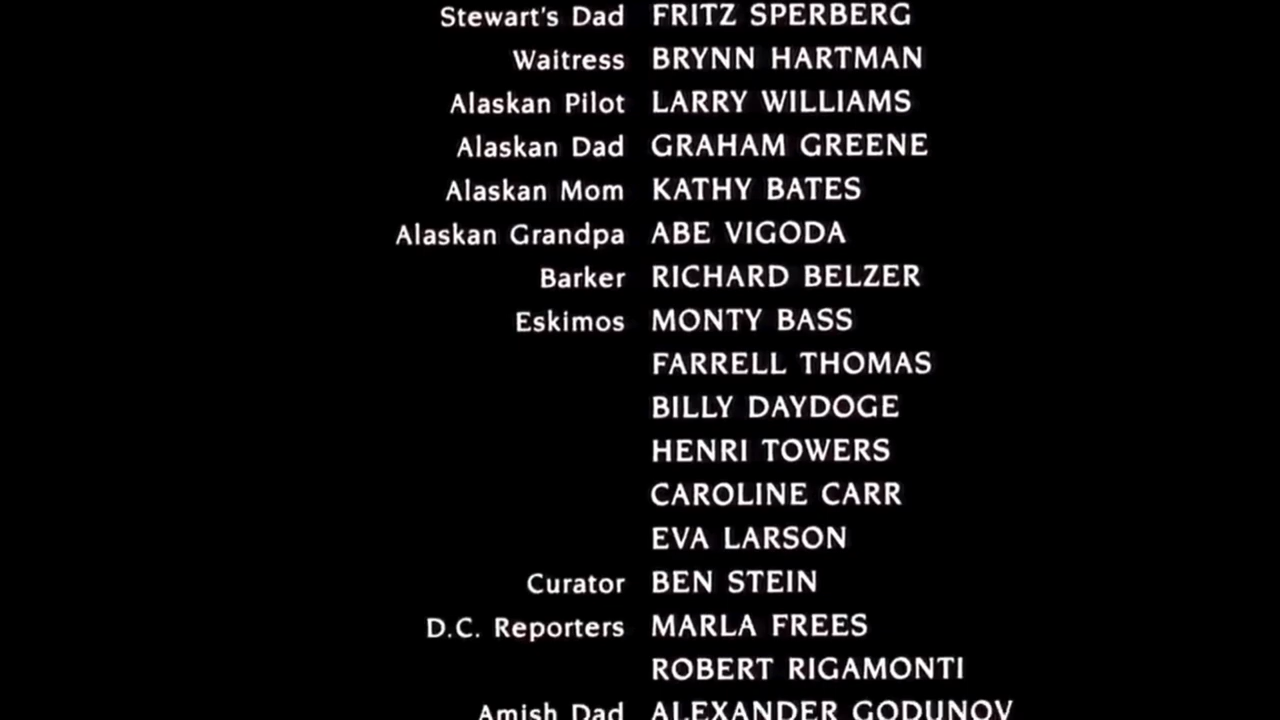 Stewart's Dad FRITZ SPERBERG
Waitress BRYNN HARTMAN
Alaskan Pilot LARRY WILLIAMS
Alaskan Dad GRAHAM GREENE
Alaskan Mom KATHY BATES
Alaskan Grandpa ABE VIGODA
Barker RICHARD BELZER
Eskimos MONTY BASS
FARRELL THOMAS
BILLY DAYDOGE
HENRI TOWERS
CAROLINE CARR
EVA LARSON
Curator BEN STEIN
D.C. Reporters MARLA FREES
ROBERT RIGAMONTI
Amish Dad ALEXANDER GODUNOV